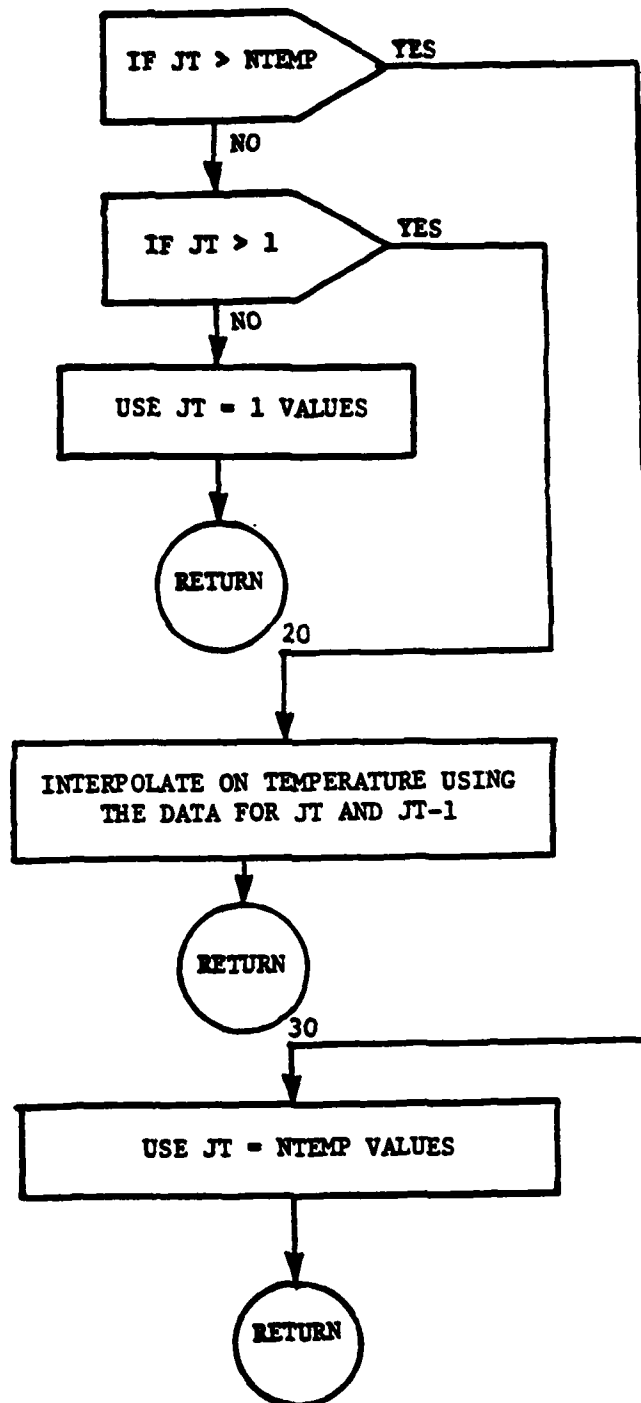 IF JT > NTEMP
YES
NO
IF JT > 1
YES
NO
USE JT = 1 VALUES
RETURN
20
INTERPOLATE ON TEMPERATURE USING
THE DATA FOR JT AND JT-1
RETURN
30
USE JT = NTEMP VALUES
RETURN